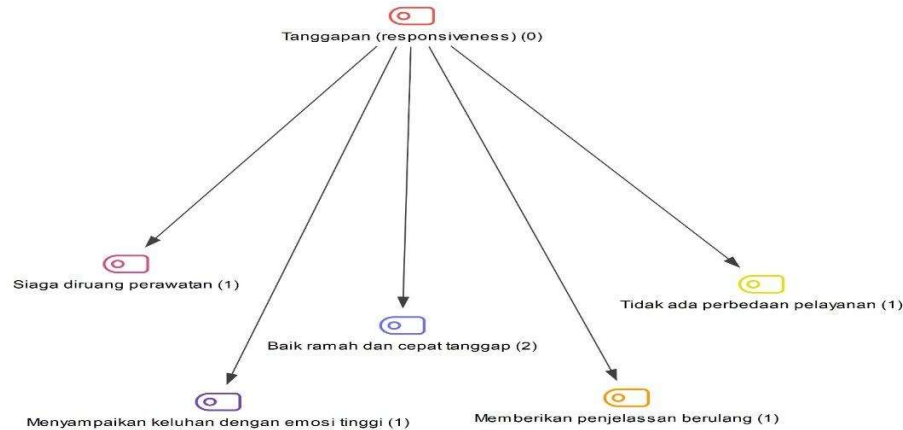 Tanggapan (responsiveness) (0)
Siaga diruang perawatan (1)
Tidak ada perbedaan pelayanan (1)
Baik ramah dan cepat tanggap (2)
Menyampaikan keluhan dengan emosi tinggi (1)
Memberikan penjelassan berulang (1)